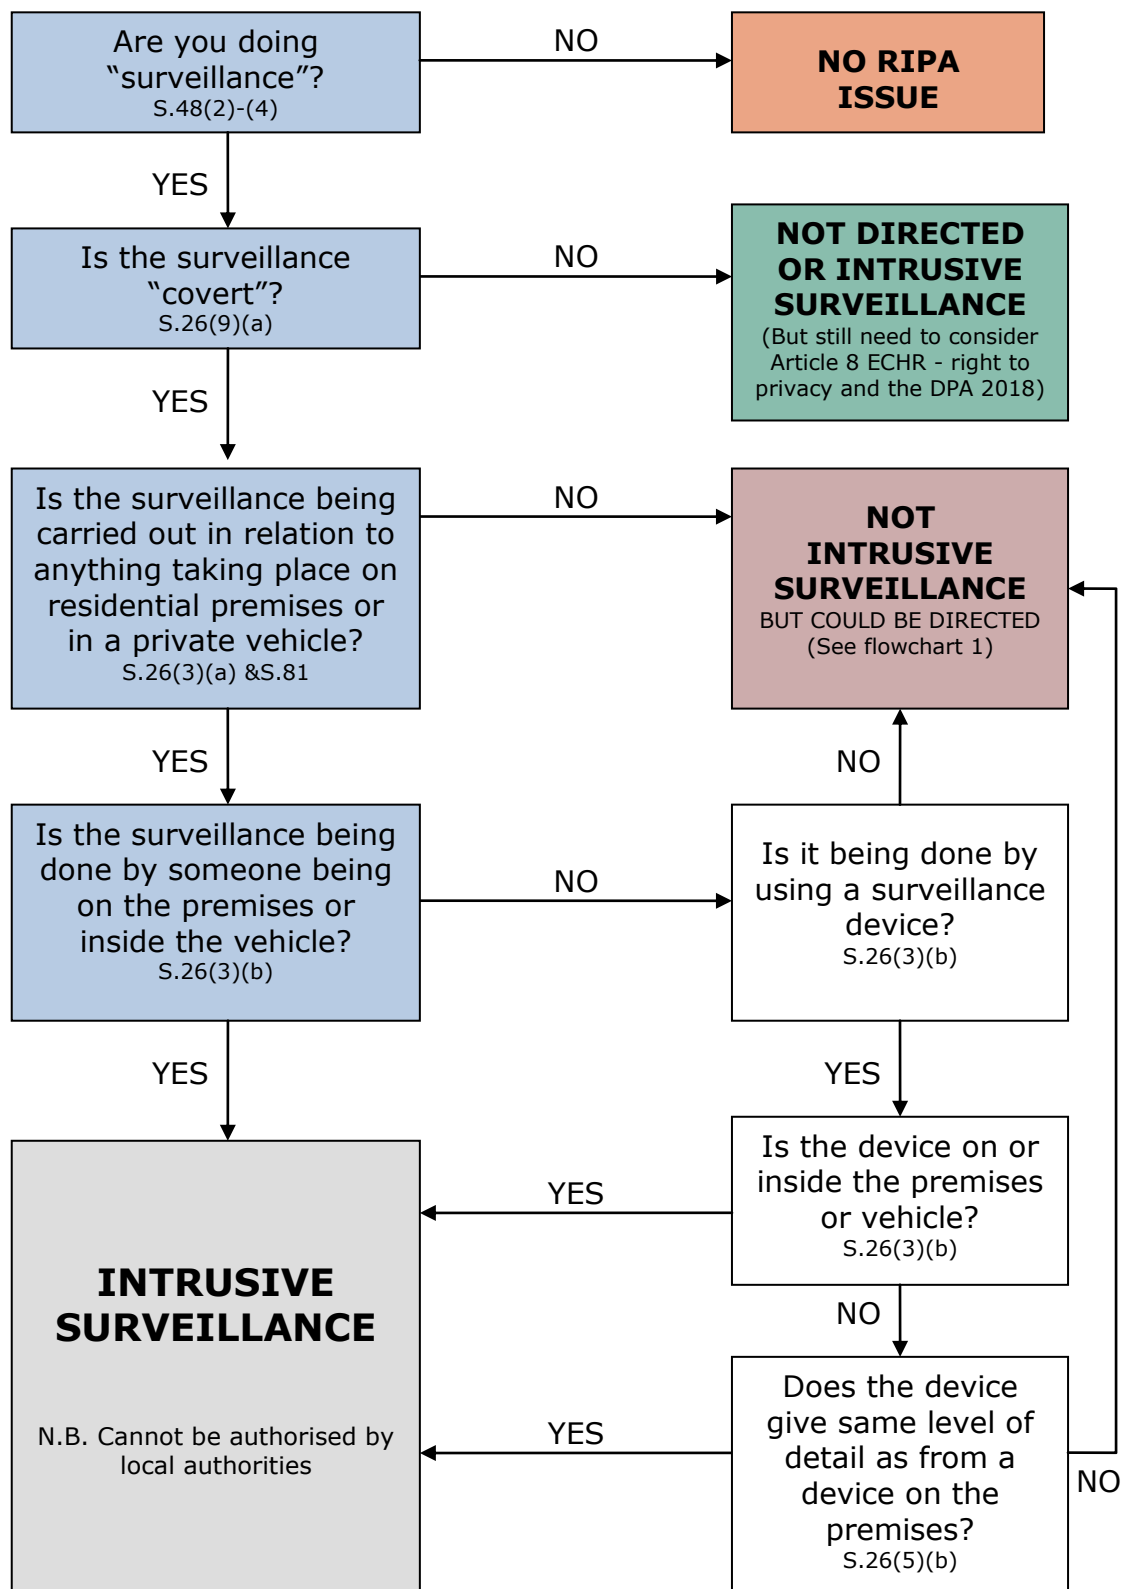 Are you doing
“surveillance”?
S.48(2)-(4)
NO
NO RIPA
ISSUE
YES
Is the surveillance
“covert”?
S.26(9)(a)
NO
NOT DIRECTED
OR INTRUSIVE
SURVEILLANCE
(But still need to consider
Article 8 ECHR - right to
privacy and the DPA 2018)
YES
Is the surveillance being
carried out in relation to
anything taking place on
residential premises or
in a private vehicle?
S.26(3)(a) &S.81
NO
NOT
INTRUSIVE
SURVEILLANCE
BUT COULD BE DIRECTED
(See flowchart 1)
YES
NO
Is the surveillance being
done by someone being
on the premises or
inside the vehicle?
S.26(3)(b)
NO
Is it being done by
using a surveillance
device?
S.26(3)(b)
YES
YES
Is the device on or
inside the premises
or vehicle?
S.26(3)(b)
YES
NO
INTRUSIVE
SURVEILLANCE
N.B. Cannot be authorised by
local authorities
YES
Does the device
give same level of
detail as from a
device on the
premises?
S.26(5)(b)
NO